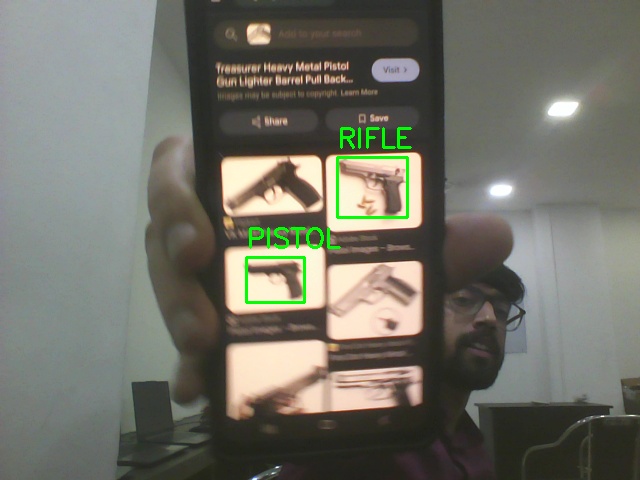 Add to your search
Treasurer Heavy Metal Pistol
Gun Lighter Barrel Pull Back...
Visit >
Images may be subject to copyright. Learn More
Share
Save
RIFLE
PISTOL